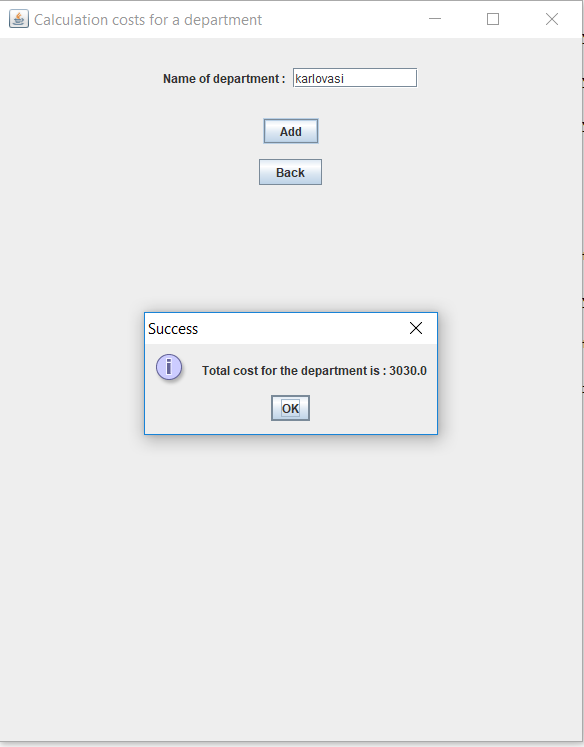 Calculation costs for a department
Name of department : karlovasi
Add
Back
Success
Total cost for the department is : 3030.0
OK